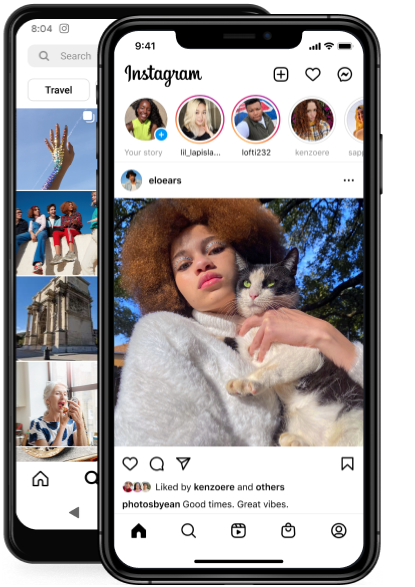 8:04
Search
Travel
9:41
Instagram
Your story
lil_lapisla...
lofti232
kenzoere
eloears
Liked by kenzoere and others
photosbyean Good times. Great vibes.